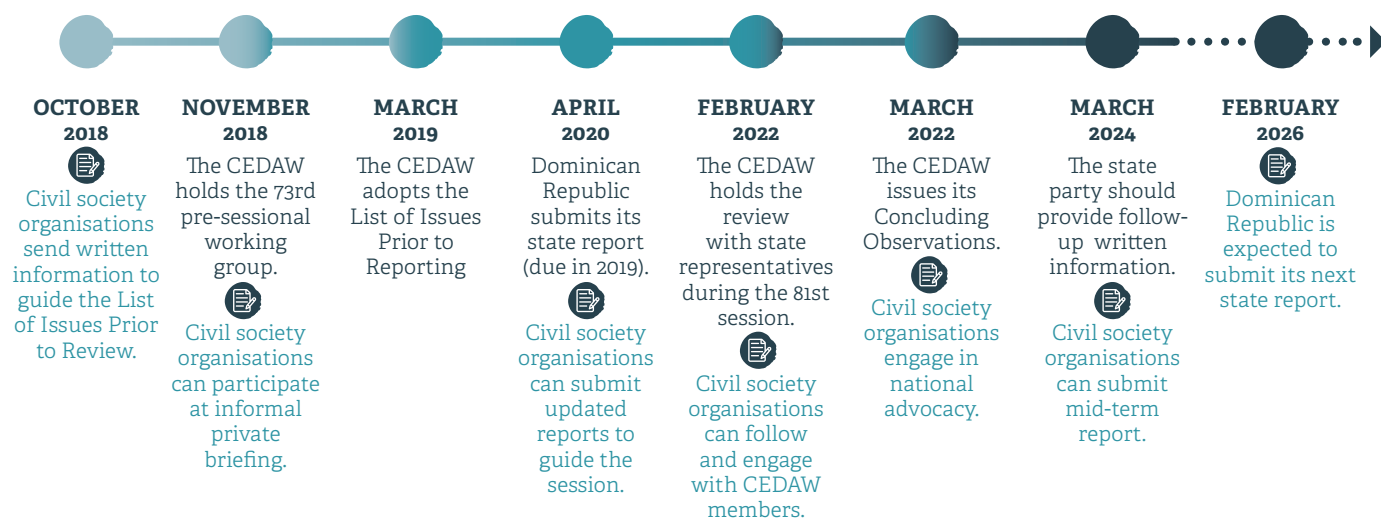 OCTOBER
2018
Civil society
organisations
send written
information to
guide the List
of Issues Prior
to Review.
NOVEMBER
2018
The CEDAW
holds the 73rd
pre-sessional
working
group.
Civil society
organisations
can participate
at informal
private
briefing.
MARCH
2019
The CEDAW
adopts the
List of Issues
Prior to
Reporting
APRIL
2020
Dominican
Republic
submits its
state report
(due in 2019).
Civil society
organisations
can submit
updated
reports to
guide the
session.
FEBRUARY
2022
The CEDAW
holds the
review
with state
representatives
during the 81st
session.
Civil society
organisations
can follow
and engage
with CEDAW
members.
MARCH
2022
The CEDAW
issues its
Concluding
Observations.
Civil society
organisations
engage in
national
advocacy.
MARCH
2024
The state
party should
provide follow-
up written
information.
Civil society
organisations
can submit
mid-term
report.
FEBRUARY
2026
Dominican
Republic is
expected to
submit its next
state report.